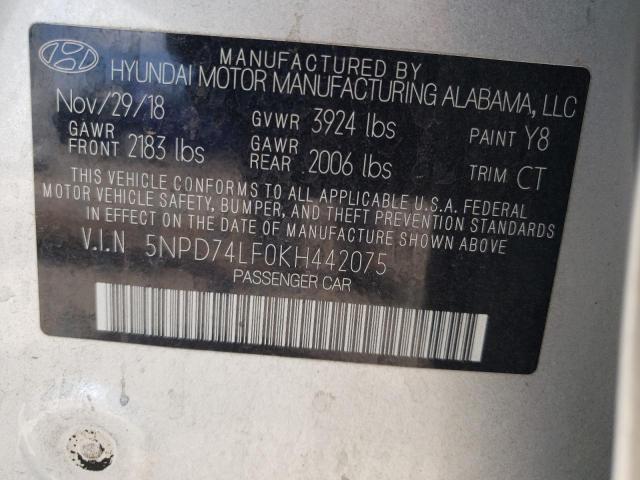 MANUFACTURED BY
HYUNDAI MOTOR MANUFACTURING ALABAMA, LLC
Nov/29/18 GVWR 3924 lbs PAINT Y8
GAWR FRONT 2183 lbs GAWR REAR 2006 lbs TRIM CT
THIS VEHICLE CONFORMS TO ALL APPLICABLE U.S.A. FEDERAL
MOTOR VEHICLE SAFETY, BUMPER, AND THEFT PREVENTION STANDARDS
IN EFFECT ON THE DATE OF MANUFACTURE SHOWN ABOVE
V.I.N 5NPD74LF0KH442075
PASSENGER CAR